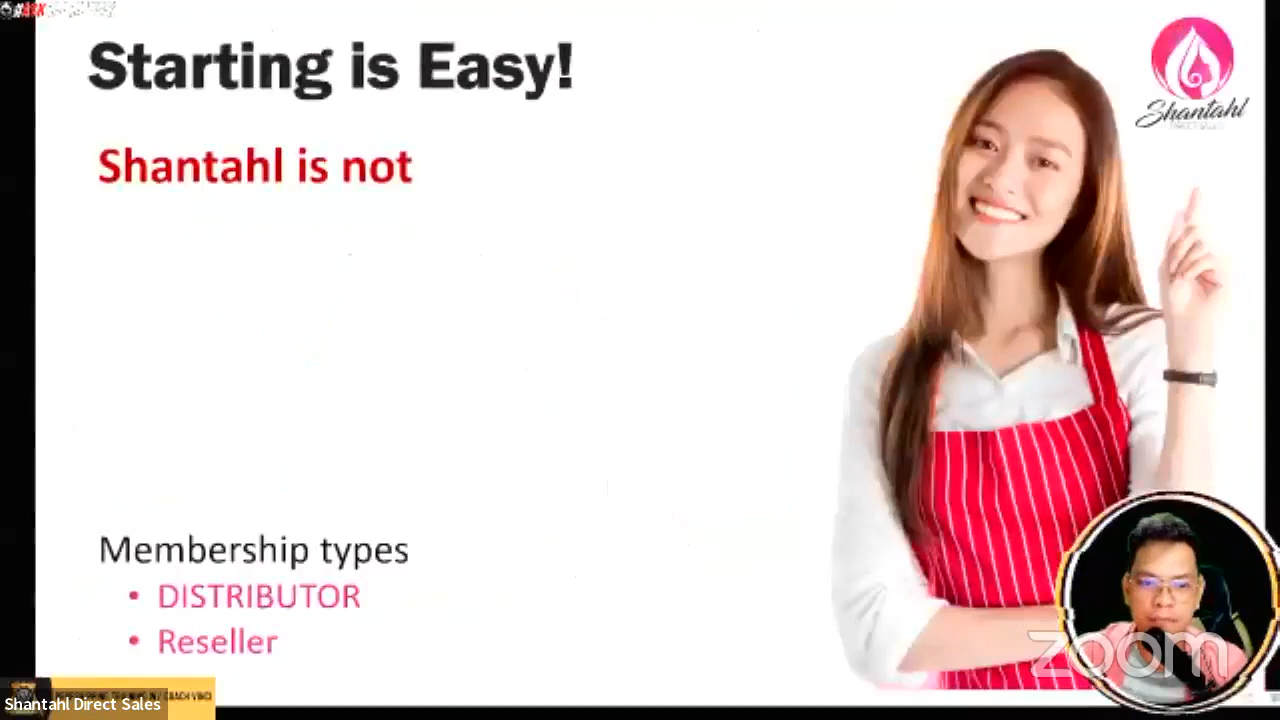 Starting is Easy!
Shantahl
Shantahl is not
Membership types
• DISTRIBUTOR
• Reseller
zoom
Shantahl Direct Sales